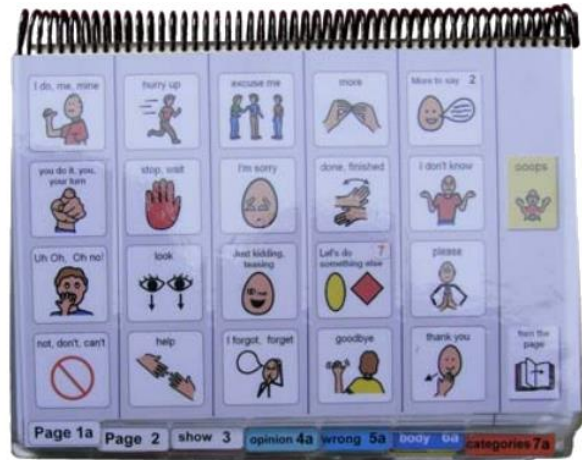 I do, me, mine
hurry up
excuse me
more
More to say 2
you do it, you,
your turn
stop, wait
I'm sorry
done, finished
I don't know
ooops
Uh Oh, Oh no!
look
Just kidding,
teasing
Let's do 7
something else
please
not, don't, can't
help
I forgot, forget
goodbye
thank you
turn the
page
Page 1a
Page 2
show 3
opinion 4a
wrong 5a
body 6a
categories 7a